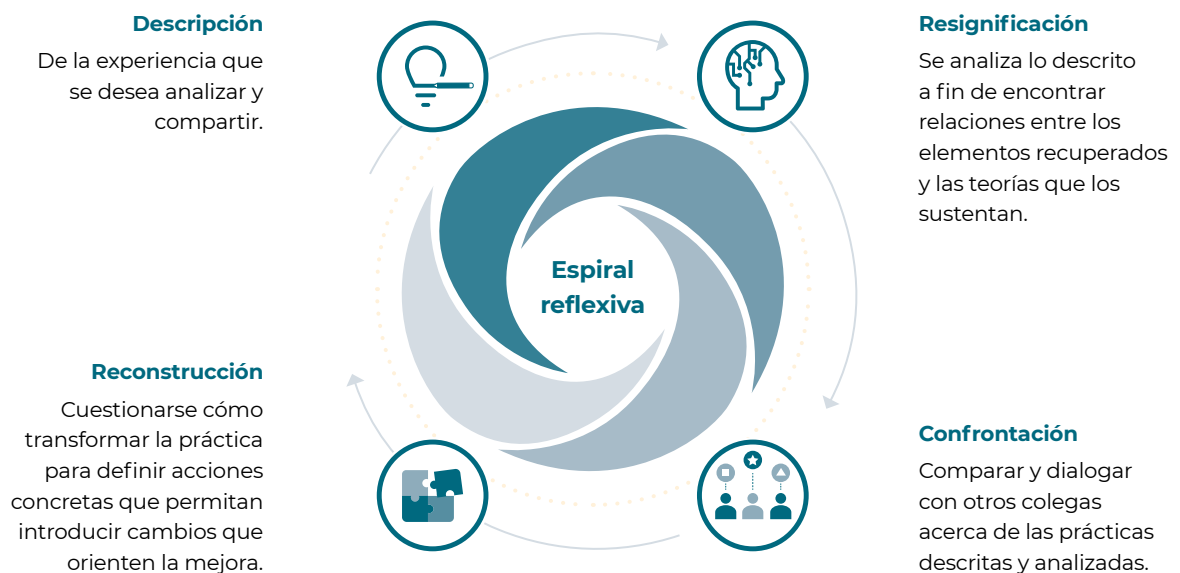 Descripción
De la experiencia que
se desea analizar y
compartir.
Resignificación
Se analiza lo descrito
a fin de encontrar
relaciones entre los
elementos recuperados
y las teorías que los
sustentan.
Espiral
reflexiva
Reconstrucción
Cuestionarse cómo
transformar la práctica
para definir acciones
concretas que permitan
introducir cambios que
orienten la mejora.
Confrontación
Comparar y dialogar
con otros colegas
acerca de las prácticas
descritas y analizadas.